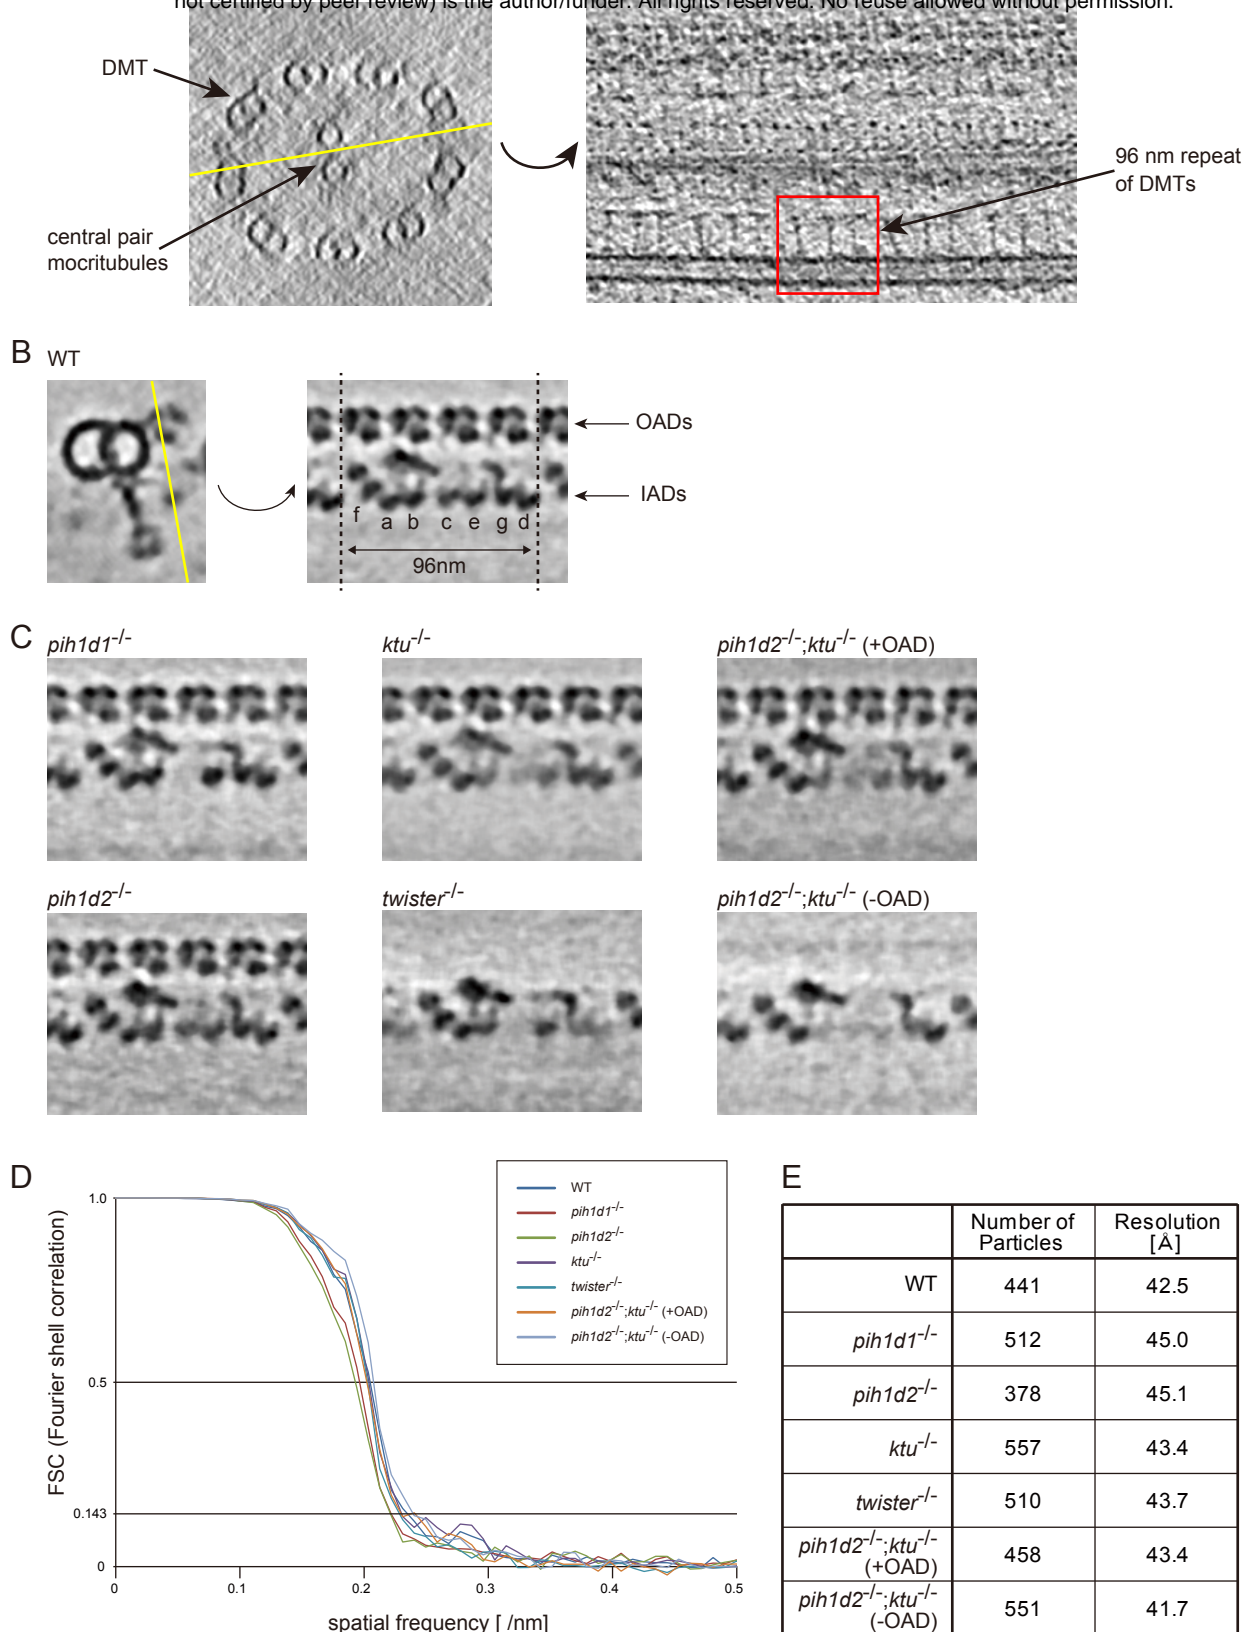 not certified by peer review) is the author/funder. All rights reserved. No reuse allowed without permission.
DMT
central pair
mocritubules
96 nm repeat
of DMTs
B
WT
OADs
IADs
f a b c e g d
96nm
C
pih1d1-/-
ktu-/-
pih1d2-/-;ktu-/- (+OAD)
pih1d2-/-
twister-/-
pih1d2-/-;ktu-/- (-OAD)
D
FSC (Fourier shell correlation)
1.0
0.5
0.143
0
0 0.1 0.2 0.3 0.4 0.5
spatial frequency [ /nm]
WT
pih1d1-/-
pih1d2-/-
ktu-/-
twister-/-
pih1d2-/-;ktu-/- (+OAD)
pih1d2-/-;ktu-/- (-OAD)
E
Number of Particles Resolution [Å]
WT 441 42.5
pih1d1-/- 512 45.0
pih1d2-/- 378 45.1
ktu-/- 557 43.4
twister-/- 510 43.7
pih1d2-/-;ktu-/- (+OAD) 458 43.4
pih1d2-/-;ktu-/- (-OAD) 551 41.7